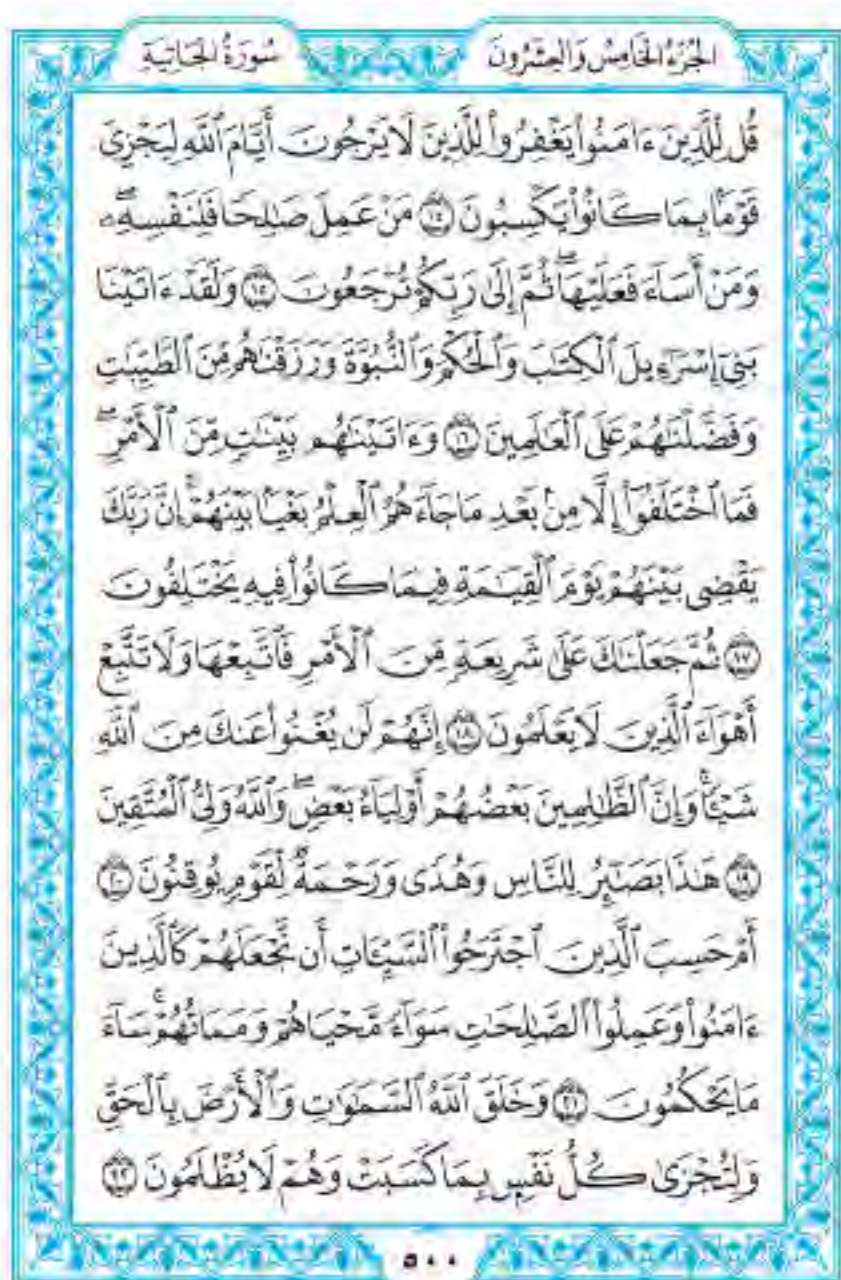 الجُزْءُ الخَامِسُ وَالعِشْرُونَ
سُورَةُ الجَاثِيَةِ
قُل لِّلَّذِينَ ءَامَنُوا۟ يَغْفِرُوا۟ لِلَّذِينَ لَا يَرْجُونَ أَيَّامَ ٱللَّهِ لِيَجْزِىَ
قَوْمًۢا بِمَا كَانُوا۟ يَكْسِبُونَ ١٤ مَنْ عَمِلَ صَٰلِحًا فَلِنَفْسِهِۦ
وَمَنْ أَسَآءَ فَعَلَيْهَا ۖ ثُمَّ إِلَىٰ رَبِّكُمْ تُرْجَعُونَ ١٥ وَلَقَدْ ءَاتَيْنَا
بَنِىٓ إِسْرَٰٓءِيلَ ٱلْكِتَٰبَ وَٱلْحُكْمَ وَٱلنُّبُوَّةَ وَرَزَقْنَٰهُم مِّنَ ٱلطَّيِّبَٰتِ
وَفَضَّلْنَٰهُمْ عَلَى ٱلْعَٰلَمِينَ ١٦ وَءَاتَيْنَٰهُم بَيِّنَٰتٍ مِّنَ ٱلْأَمْرِ ۖ
فَمَا ٱخْتَلَفُوٓا۟ إِلَّا مِنۢ بَعْدِ مَا جَآءَهُمُ ٱلْعِلْمُ بَغْيًۢا بَيْنَهُمْ ۚ إِنَّ رَبَّكَ
يَقْضِى بَيْنَهُمْ يَوْمَ ٱلْقِيَٰمَةِ فِيمَا كَانُوا۟ فِيهِ يَخْتَلِفُونَ
١٧ ثُمَّ جَعَلْنَٰكَ عَلَىٰ شَرِيعَةٍ مِّنَ ٱلْأَمْرِ فَٱتَّبِعْهَا وَلَا تَتَّبِعْ
أَهْوَآءَ ٱلَّذِينَ لَا يَعْلَمُونَ ١٨ إِنَّهُمْ لَن يُغْنُوا۟ عَنكَ مِنَ ٱللَّهِ
شَيْـًٔا ۚ وَإِنَّ ٱلظَّٰلِمِينَ بَعْضُهُمْ أَوْلِيَآءُ بَعْضٍ ۖ وَٱللَّهُ وَلِىُّ ٱلْمُتَّقِينَ
١٩ هَٰذَا بَصَٰٓئِرُ لِلنَّاسِ وَهُدًى وَرَحْمَةٌ لِّقَوْمٍ يُوقِنُونَ ٢٠
أَمْ حَسِبَ ٱلَّذِينَ ٱجْتَرَحُوا۟ ٱلسَّيِّـَٔاتِ أَن نَّجْعَلَهُمْ كَٱلَّذِينَ
ءَامَنُوا۟ وَعَمِلُوا۟ ٱلصَّٰلِحَٰتِ سَوَآءً مَّحْيَاهُمْ وَمَمَاتُهُمْ ۚ سَآءَ
مَا يَحْكُمُونَ ٢١ وَخَلَقَ ٱللَّهُ ٱلسَّمَٰوَٰتِ وَٱلْأَرْضَ بِٱلْحَقِّ
وَلِتُجْزَىٰ كُلُّ نَفْسٍۭ بِمَا كَسَبَتْ وَهُمْ لَا يُظْلَمُونَ ٢٢
٥٠٠